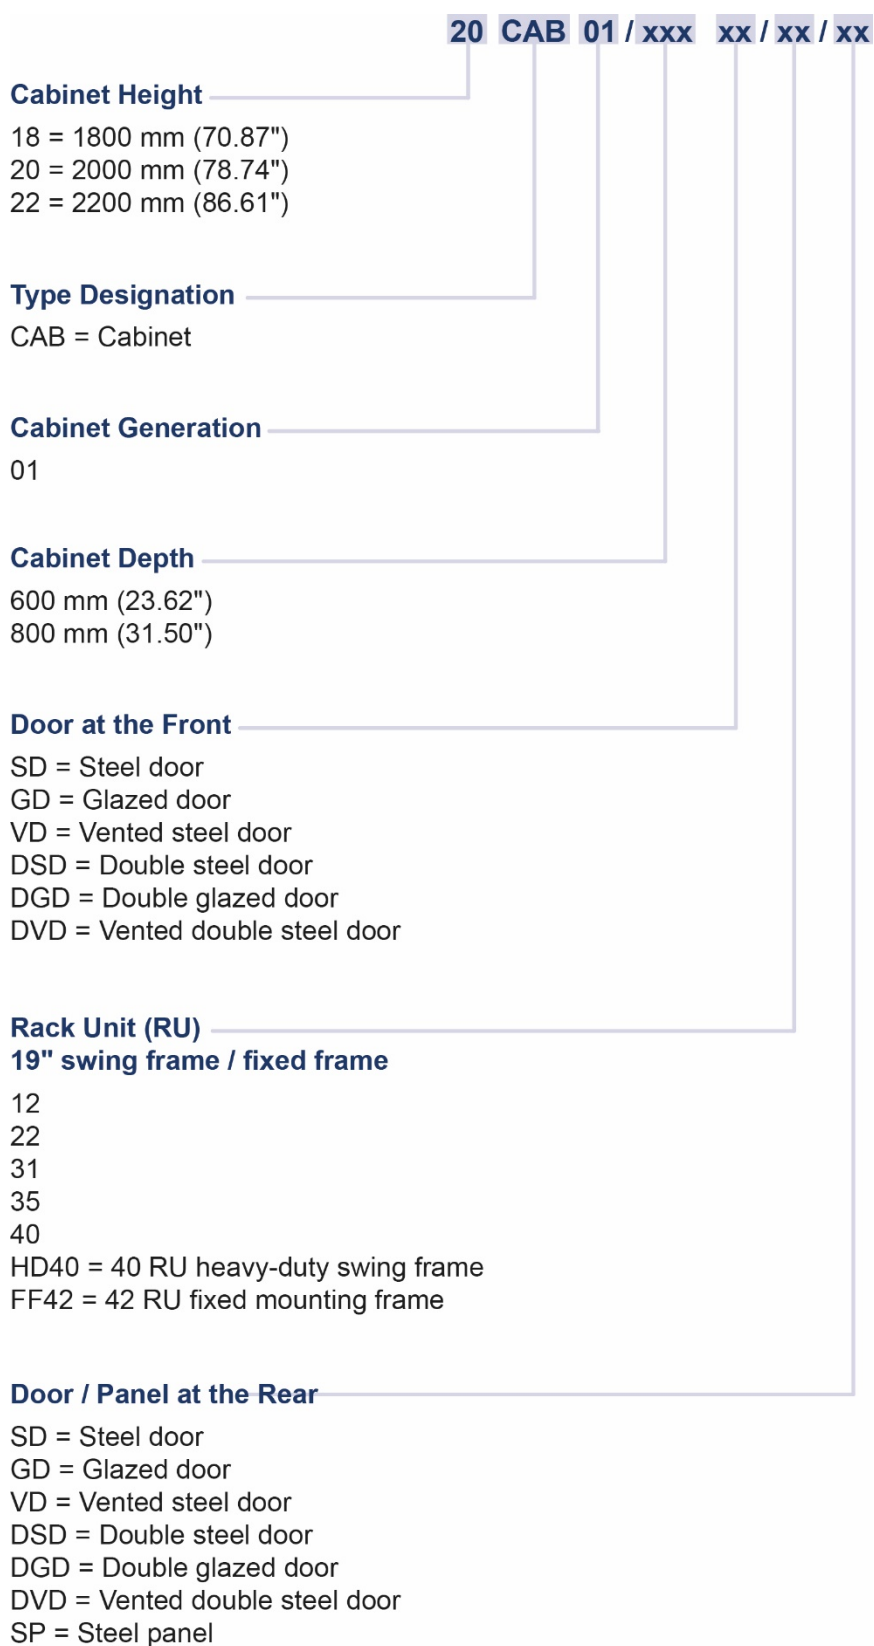 20 CAB 01 / xxx xx / xx / xx
Cabinet Height
18 = 1800 mm (70.87")
20 = 2000 mm (78.74")
22 = 2200 mm (86.61")
Type Designation
CAB = Cabinet
Cabinet Generation
01
Cabinet Depth
600 mm (23.62")
800 mm (31.50")
Door at the Front
SD = Steel door
GD = Glazed door
VD = Vented steel door
DSD = Double steel door
DGD = Double glazed door
DVD = Vented double steel door
Rack Unit (RU)
19" swing frame / fixed frame
12
22
31
35
40
HD40 = 40 RU heavy-duty swing frame
FF42 = 42 RU fixed mounting frame
Door / Panel at the Rear
SD = Steel door
GD = Glazed door
VD = Vented steel door
DSD = Double steel door
DGD = Double glazed door
DVD = Vented double steel door
SP = Steel panel